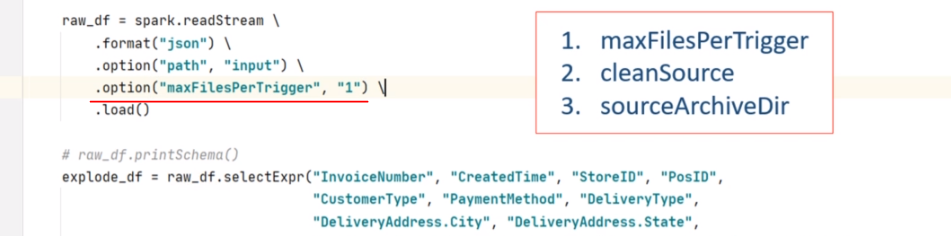 raw_df = spark.readStream \
.format("json") \
.option("path", "input") \
.option("maxFilesPerTrigger", "1") \
.load()
# raw_df.printSchema()
explode_df = raw_df.selectExpr("InvoiceNumber", "CreatedTime", "StoreID", "PosID",
"CustomerType", "PaymentMethod", "DeliveryType",
"DeliveryAddress.City", "DeliveryAddress.State",
1. maxFilesPerTrigger
2. cleanSource
3. sourceArchiveDir